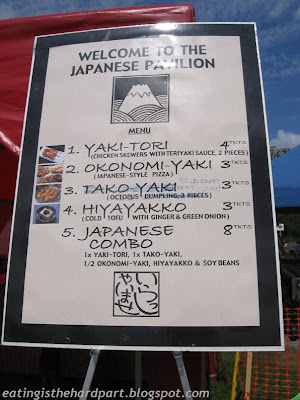 WELCOME TO THE
JAPANESE PAVILION
MENU
1. YAKI-TORI 4 TKTS
(CHICKEN SKEWERS WITH TERIYAKI SAUCE, 2 PIECES)
2. OKONOMI-YAKI 3 TKTS
(JAPANESE-STYLE PIZZA)
3. TAKO-YAKI 3 TKTS
(OCTOPUS DUMPLING, 2 PIECES)
4. HIYAYAKKO 3 TKTS
(COLD TOFU WITH GINGER & GREEN ONION)
5. JAPANESE 8 TKTS
COMBO
1x YAKI-TORI, 1x TAKO-YAKI,
1/2 OKONOMI-YAKI, HIYAYAKKO & SOY BEANS
eatingisthehardpart.blogspot.com